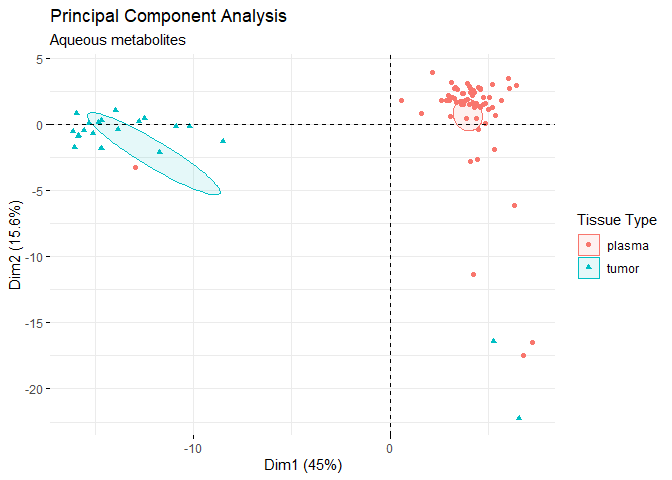 Principal Component Analysis
Aqueous metabolites
5
0
-5
-10
-15
-20
Dim2 (15.6%)
-10
0
Dim1 (45%)
Tissue Type
plasma
tumor